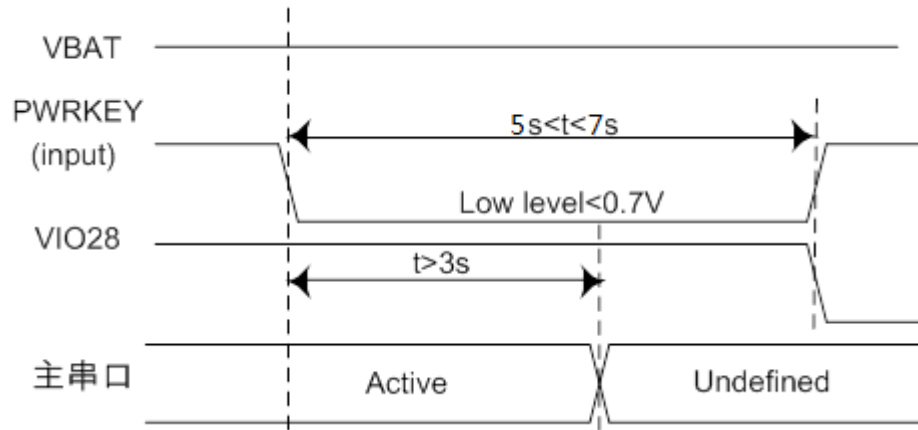 VBAT
PWRKEY
(input)
5s<t<7s
Low level<0.7V
VIO28
t>3s
主串口
Active
Undefined